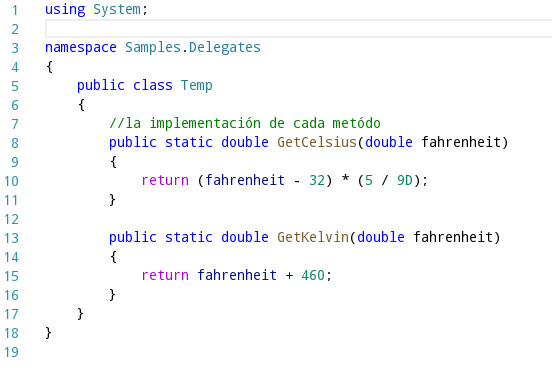 1 using System;
2
3 namespace Samples.Delegates
4 {
5 public class Temp
6 {
7 //la implementación de cada metódo
8 public static double GetCelsius(double fahrenheit)
9 {
10 return (fahrenheit - 32) * (5 / 9D);
11 }
12
13 public static double GetKelvin(double fahrenheit)
14 {
15 return fahrenheit + 460;
16 }
17 }
18 }
19